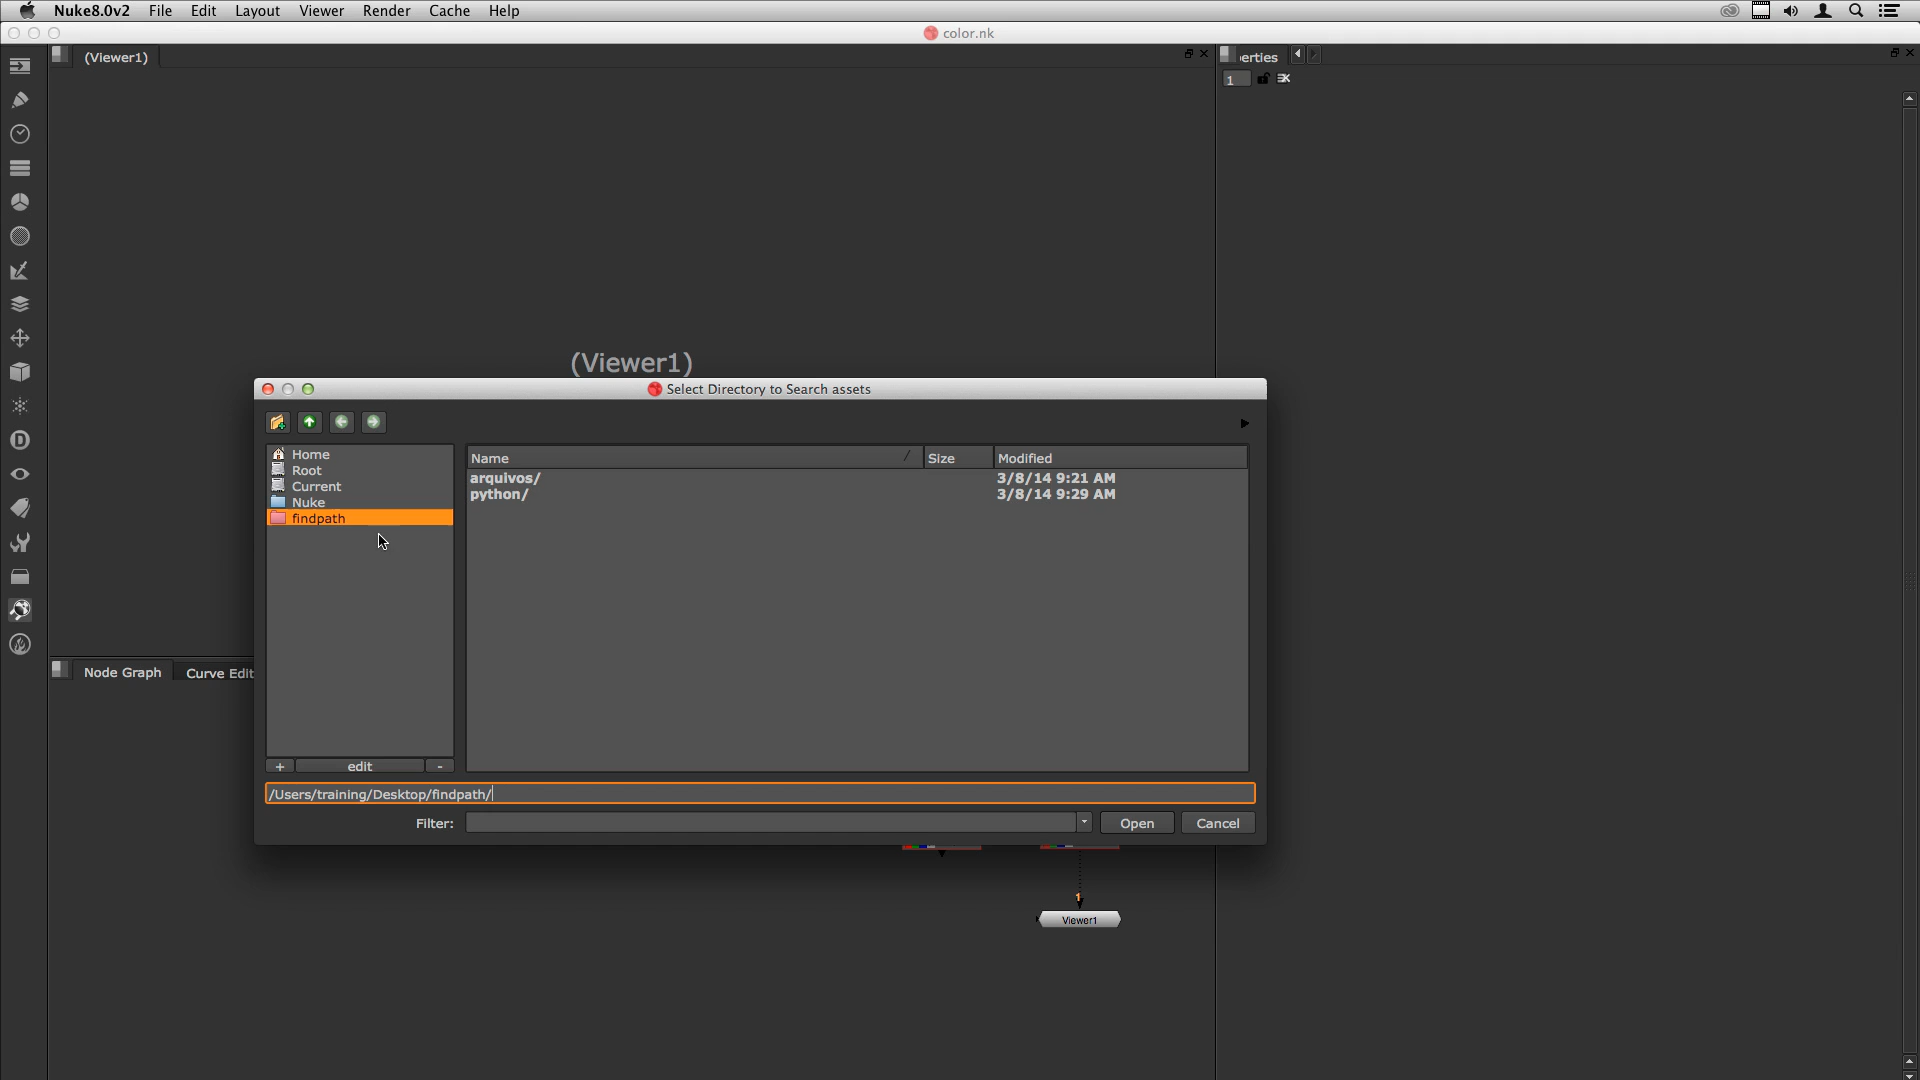 Nuke8.0v2 File Edit Layout Viewer Render Cache Help
color.nk
(Viewer1)
erties
1
(Viewer1)
Select Directory to Search assets
Home
Root
Current
Nuke
findpath
Name / Size Modified
arquivos/ 3/8/14 9:21 AM
python/ 3/8/14 9:29 AM
Node Graph Curve Edit
+ edit -
/Users/training/Desktop/findpath/
Filter: Open Cancel
1
Viewer1